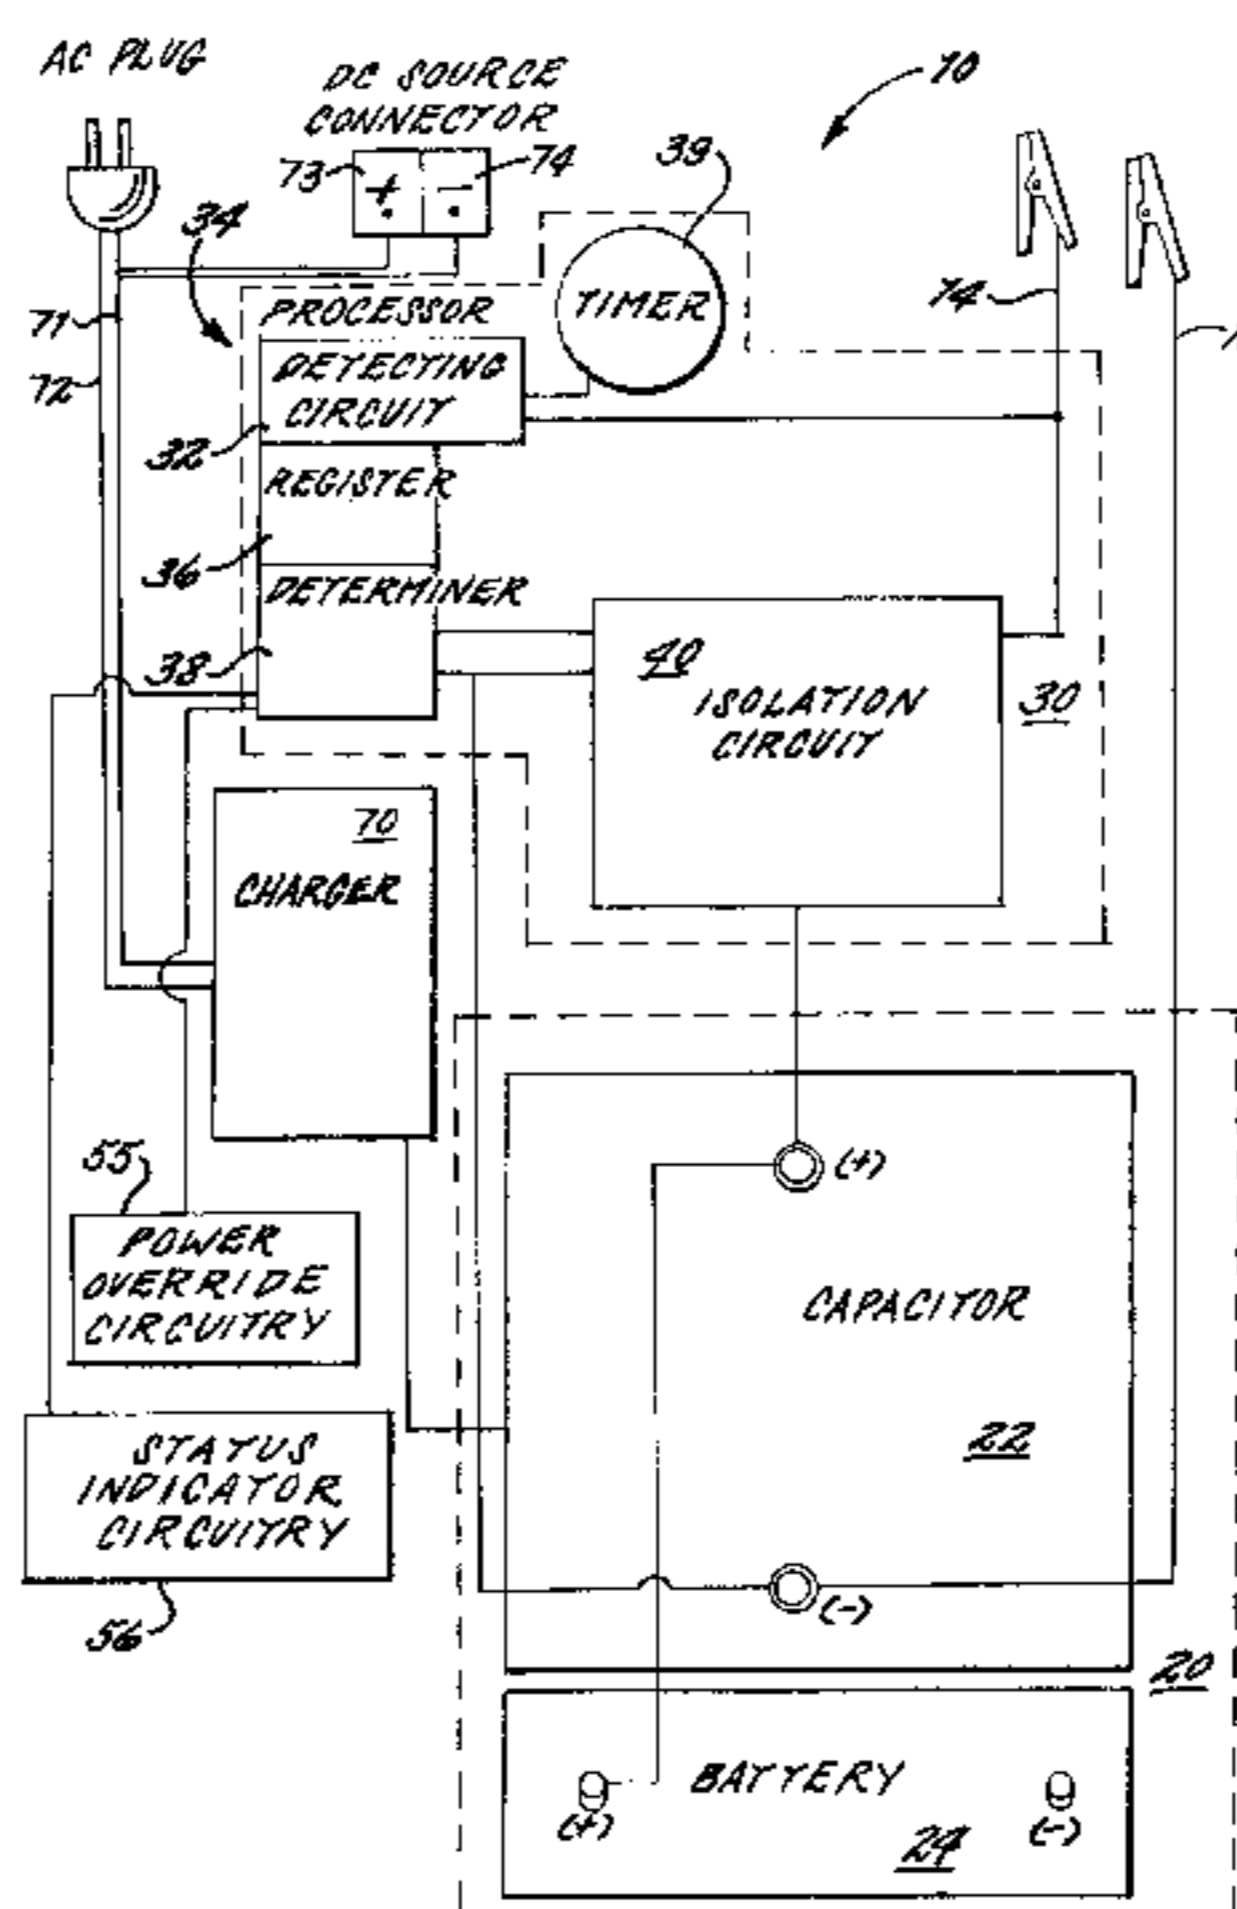 AC PLUG
DC SOURCE
CONNECTOR
10
73
74
+
−
39
34
TIMER
14
71
PROCESSOR
DETECTING
CIRCUIT
72
32
REGISTER
36
DETERMINER
38
40
ISOLATION
CIRCUIT
30
70
CHARGER
55
(+)
POWER
OVERRIDE
CIRCUITRY
CAPACITOR
22
STATUS
INDICATOR
CIRCUITRY
56
(-)
20
BATTERY
(+)
(-)
24